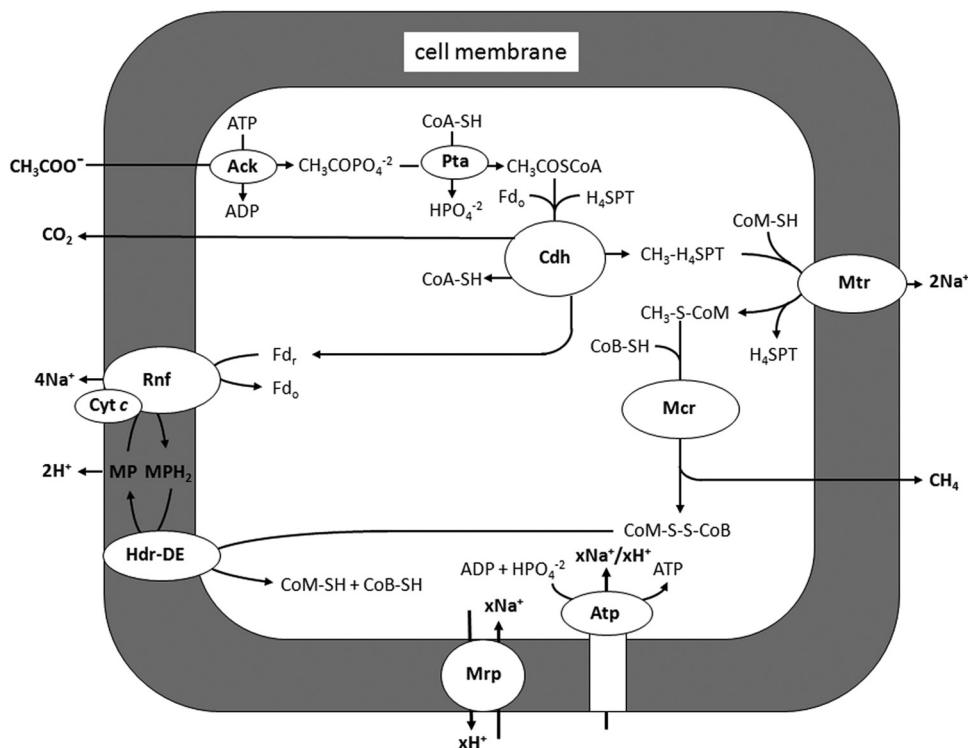 cell membrane
ATP
CoA-SH
CH₃COO⁻
Ack
CH₃COPO₄⁻²
Pta
CH₃COSCoA
ADP
HPO₄⁻²
Fdₒ
H₄SPT
CO₂
CoM-SH
Cdh
CH₃-H₄SPT
CoA-SH
Mtr
2Na⁺
CH₃-S-CoM
H₄SPT
CoB-SH
Fdᵣ
Rnf
4Na⁺
Fdₒ
Cyt c
Mcr
2H⁺
MP
MPH₂
CH₄
CoM-S-S-CoB
Hdr-DE
xNa⁺/xH⁺
CoM-SH + CoB-SH
ADP + HPO₄⁻²
ATP
xNa⁺
Atp
Mrp
xH⁺